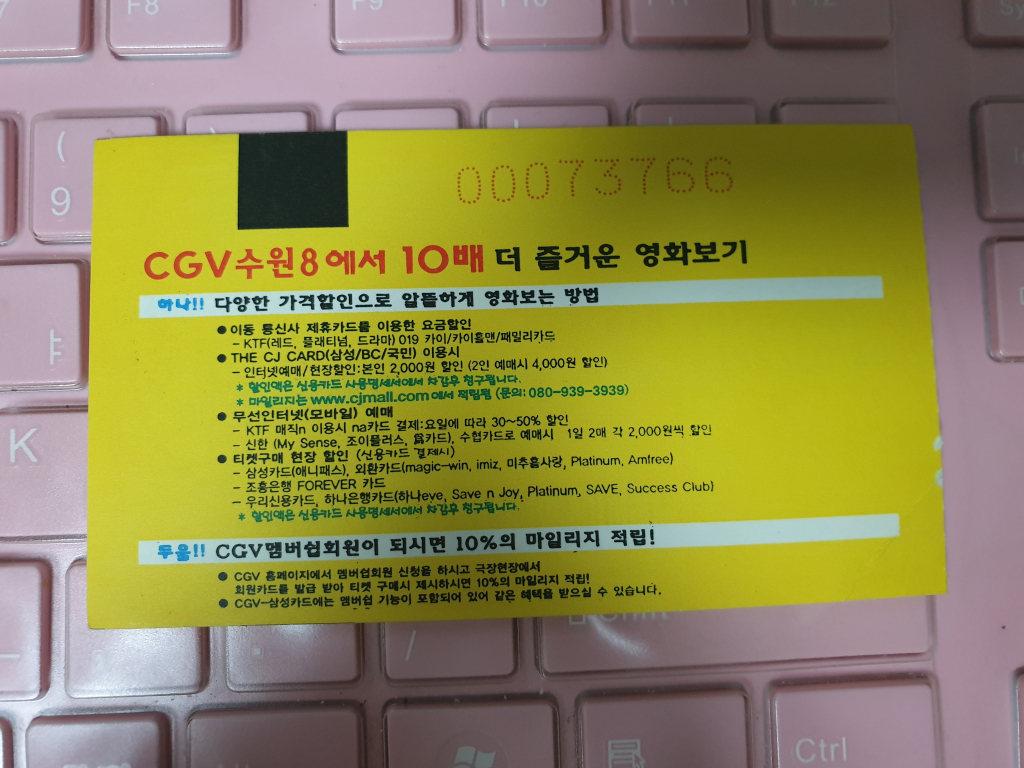 F8
F9
F10
F12
(
9
K
ㅑ
00073766
CGV수원8에서 10배 더 즐거운 영화보기
하나!! 다양한 가격할인으로 알뜰하게 영화보는 방법
● 이동 통신사 제휴카드를 이용한 요금할인
- KTF(레드, 플래티넘, 드라마) 019 카이/카이홀맨/패밀리카드
● THE CJ CARD(삼성/BC/국민) 이용시
- 인터넷예매/현장할인:본인 2,000원 할인 (2인 예매시 4,000원 할인)
* 할인액은 신용카드 사용명세서에서 차감후 청구됩니다.
* 마일리지는 www.cjmall.com에서 적립됨 (문의: 080-939-3939)
● 무선인터넷(모바일) 예매
- KTF 매직n 이용시 na카드 결제:요일에 따라 30~50% 할인
- 신한 (My Sense, 조이플러스, 카드), 수협카드로 예매시 1일 2매 각 2,000원씩 할인
● 티켓구매 현장 할인 (신용카드 결제시)
- 삼성카드(애니패스), 외환카드(magic-win, imiz, 미추홀사랑, Platinum, Amfree)
- 조흥은행 FOREVER 카드
- 우리신용카드, 하나은행카드(하나eve, Save n Joy, Platinum, SAVE, Success Club)
* 할인액은 신용카드 사용명세서에서 차감후 청구됩니다.
두울!! CGV멤버쉽회원이 되시면 10%의 마일리지 적립!
● CGV 홈페이지에서 멤버쉽회원 신청을 하시고 극장현장에서
회원카드를 발급 받아 티켓 구매시 제시하시면 10%의 마일리지 적립!
● CGV-삼성카드에는 멤버쉽 기능이 포함되어 있어 같은 혜택을 받으실 수 있습니다.
/
Shift
Ctrl